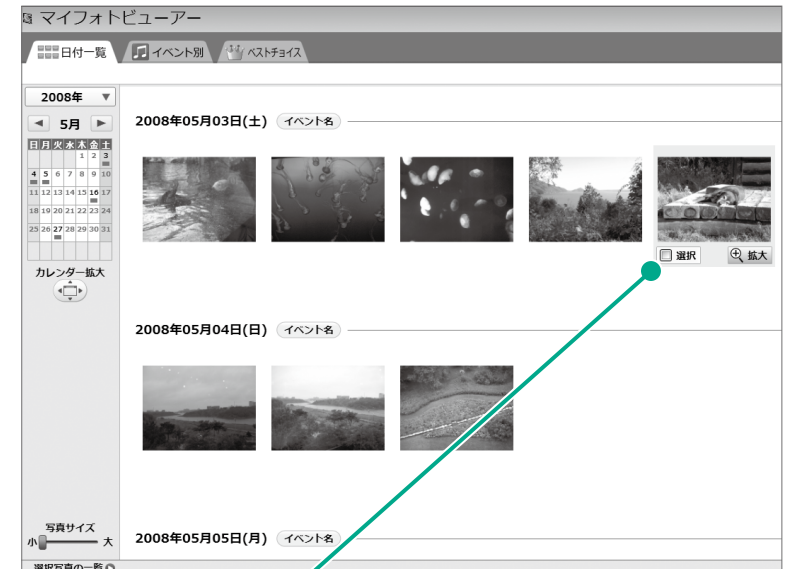 マイフォトビューアー
日付一覧 イベント別 ベストチョイス
2008年 ▼
◄ 5月 ►
日 月 火 水 木 金 土
1 2 3
4 5 6 7 8 9 10
11 12 13 14 15 16 17
18 19 20 21 22 23 24
25 26 27 28 29 30 31
カレンダー拡大
2008年05月03日(土) イベント名
選択 拡大
2008年05月04日(日) イベント名
2008年05月05日(月) イベント名
写真サイズ
小 大
選択写真の一覧